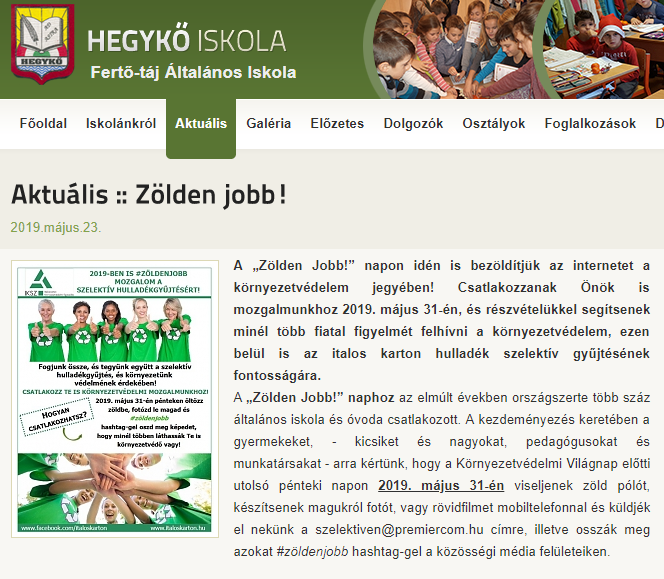 HEGYKŐ
HEGYKŐ ISKOLA
Fertő-táj Általános Iskola
Főoldal Iskolánkról Aktuális Galéria Előzetes Dolgozók Osztályok Foglalkozások D
Aktuális :: Zölden jobb!
2019.május.23.
IKSZ
2019-BEN IS #ZÖLDENJOBB
MOZGALOM A
SZELEKTÍV HULLADÉKGYŰJTÉSÉRT!
Fogjunk össze, és tegyünk együtt a szelektív
hulladékgyűjtés, és környezetünk
védelmének érdekében!
CSATLAKOZZ TE IS KÖRNYEZETVÉDELMI MOZGALMUNKHOZ!
HOGYAN
CSATLAKOZHATSZ?
2019. május 31-én pénteken öltözz
zöldbe, fotózd le magad és
#zöldenjobb
hashtag-gel oszd meg képedet,
hogy minél többen láthassák Te is
környezetvédő vagy!
www.facebook.com/italoskarton www.italoskarton.hu
A „Zölden Jobb!” napon idén is bezöldítjük az internetet a
környezetvédelem jegyében! Csatlakozzanak Önök is
mozgalmunkhoz 2019. május 31-én, és részvételükkel segítsenek
minél több fiatal figyelmét felhívni a környezetvédelem, ezen
belül is az italos karton hulladék szelektív gyűjtésének
fontosságára.
A „Zölden Jobb!” naphoz az elmúlt években országszerte több száz
általános iskola és óvoda csatlakozott. A kezdeményezés keretében a
gyermekeket, - kicsiket és nagyokat, pedagógusokat és
munkatársakat - arra kértünk, hogy a Környezetvédelmi Világnap előtti
utolsó pénteki napon 2019. május 31-én viseljenek zöld pólót,
készítsenek magukról fotót, vagy rövidfilmet mobiltelefonnal és küldjék
el nekünk a szelektiven@premiercom.hu címre, illetve osszák meg
azokat #zöldenjobb hashtag-gel a közösségi média felületeiken.